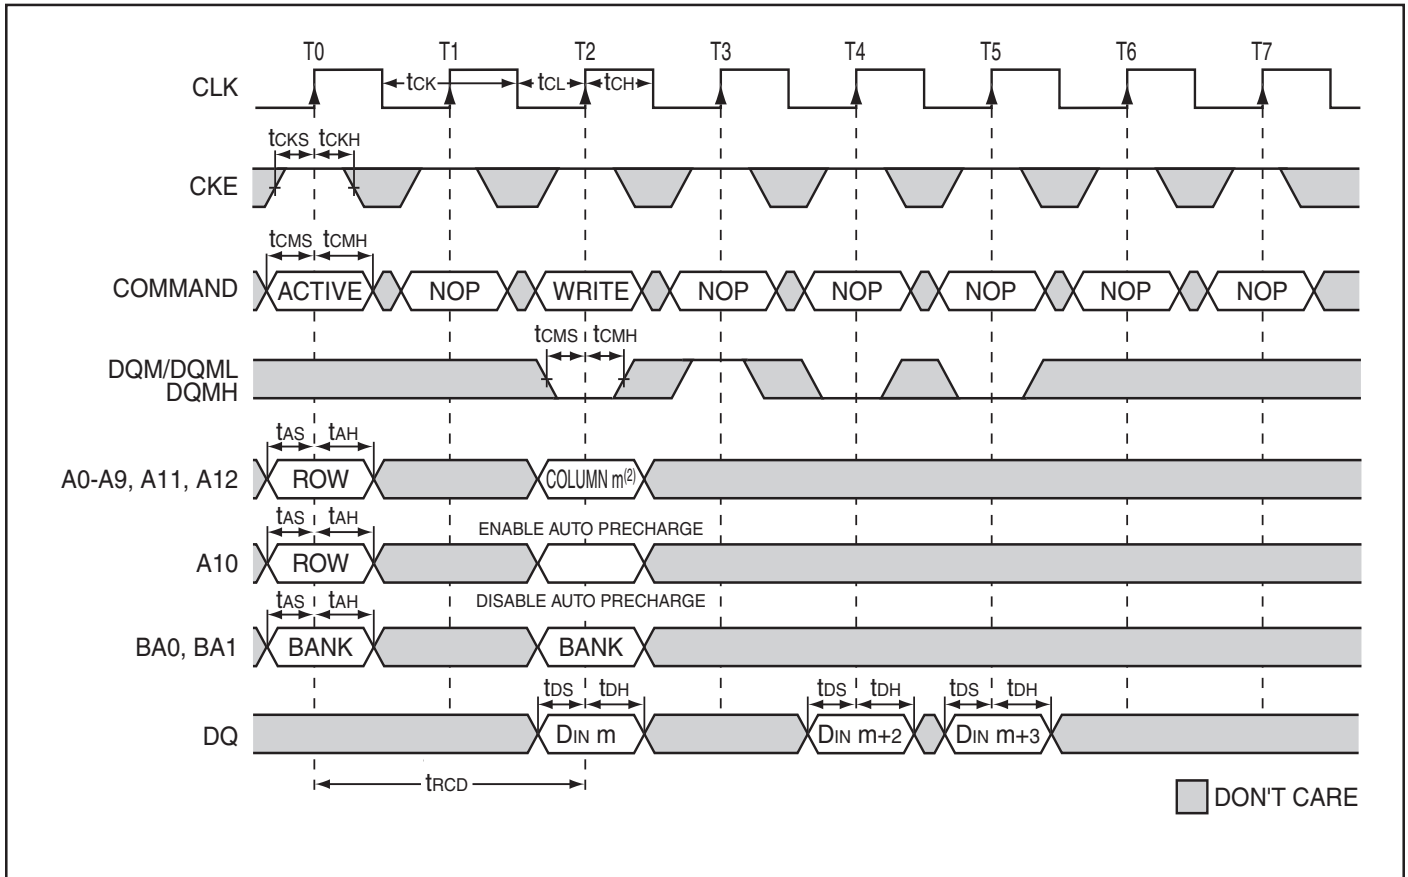 T0 T1 T2 T3 T4 T5 T6 T7
CLK tCK tCL tCH
tCKS tCKH
CKE
tCMS tCMH
COMMAND ACTIVE NOP WRITE NOP NOP NOP NOP NOP
tCMS tCMH
DQM/DQML
DQMH
tAS tAH
A0-A9, A11, A12 ROW COLUMN m(2)
tAS tAH ENABLE AUTO PRECHARGE
A10 ROW
tAS tAH DISABLE AUTO PRECHARGE
BA0, BA1 BANK BANK
tDS tDH tDS tDH tDS tDH
DQ DIN m DIN m+2 DIN m+3
tRCD
DON'T CARE